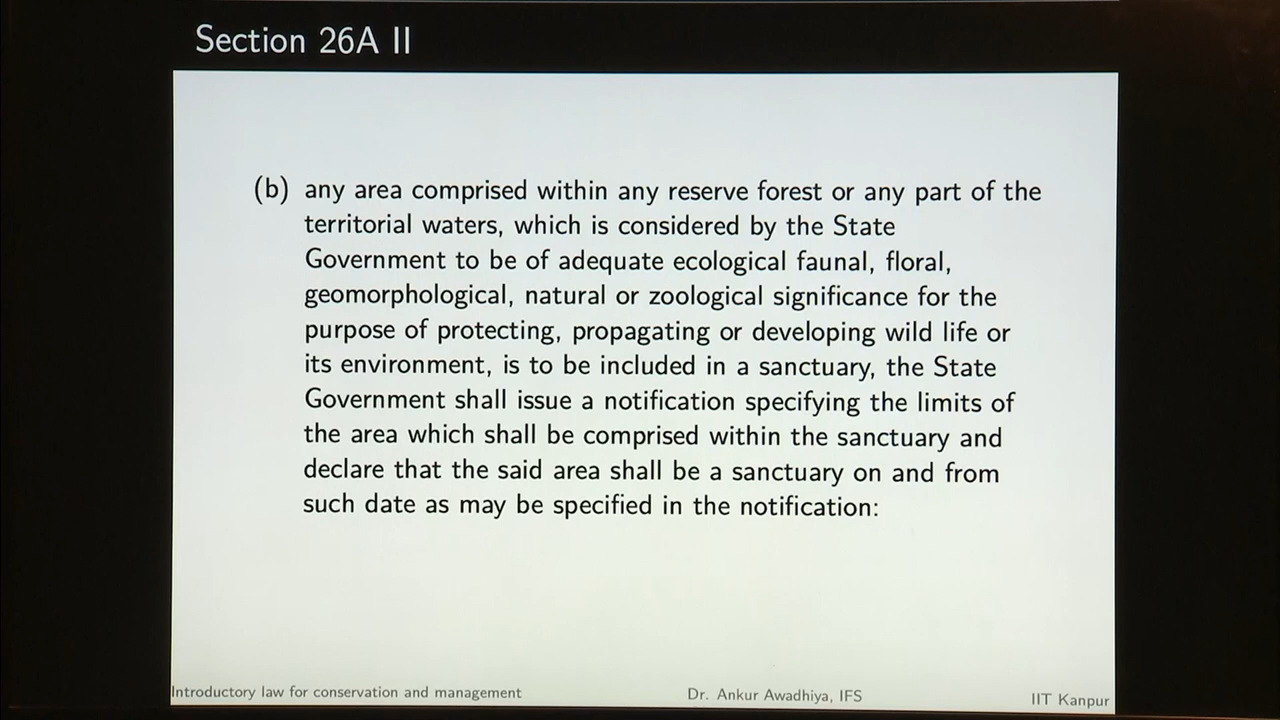 Section 26A II
(b) any area comprised within any reserve forest or any part of the
territorial waters, which is considered by the State
Government to be of adequate ecological faunal, floral,
geomorphological, natural or zoological significance for the
purpose of protecting, propagating or developing wild life or
its environment, is to be included in a sanctuary, the State
Government shall issue a notification specifying the limits of
the area which shall be comprised within the sanctuary and
declare that the said area shall be a sanctuary on and from
such date as may be specified in the notification:
Introductory law for conservation and management Dr. Ankur Awadhiya, IFS IIT Kanpur